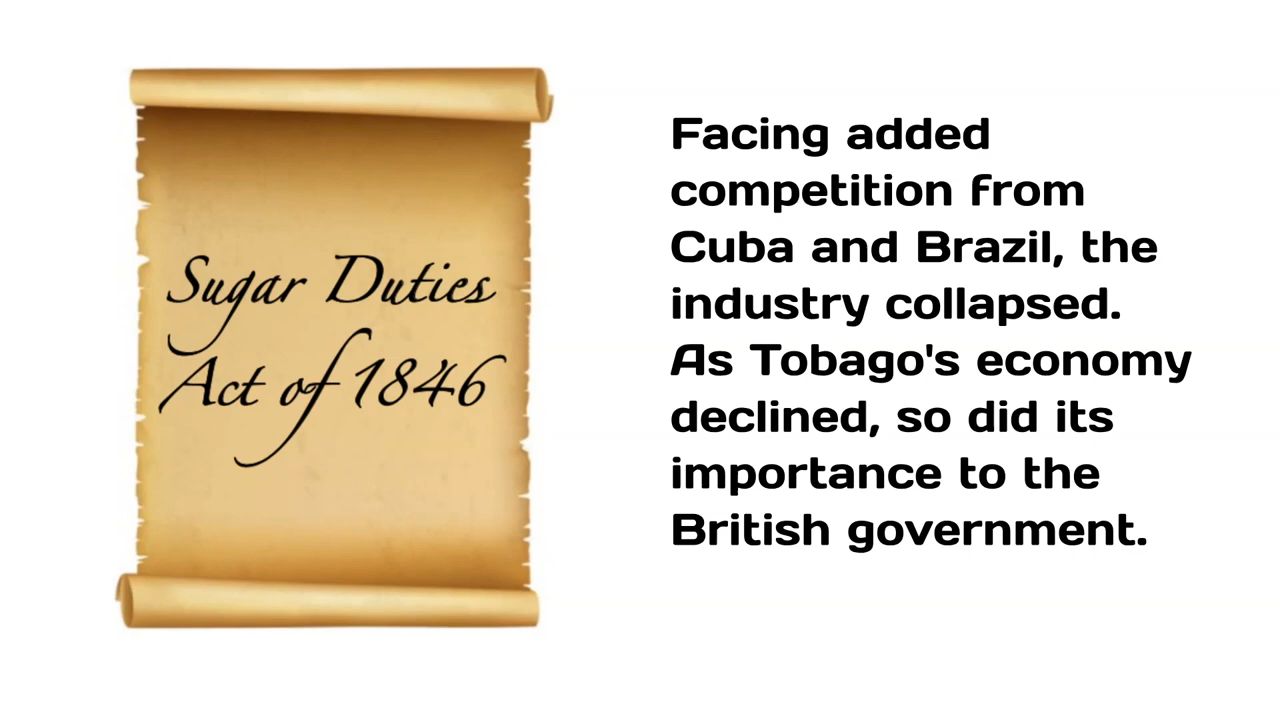 Sugar Duties
Act of 1846
Facing added
competition from
Cuba and Brazil, the
industry collapsed.
As Tobago's economy
declined, so did its
importance to the
British government.